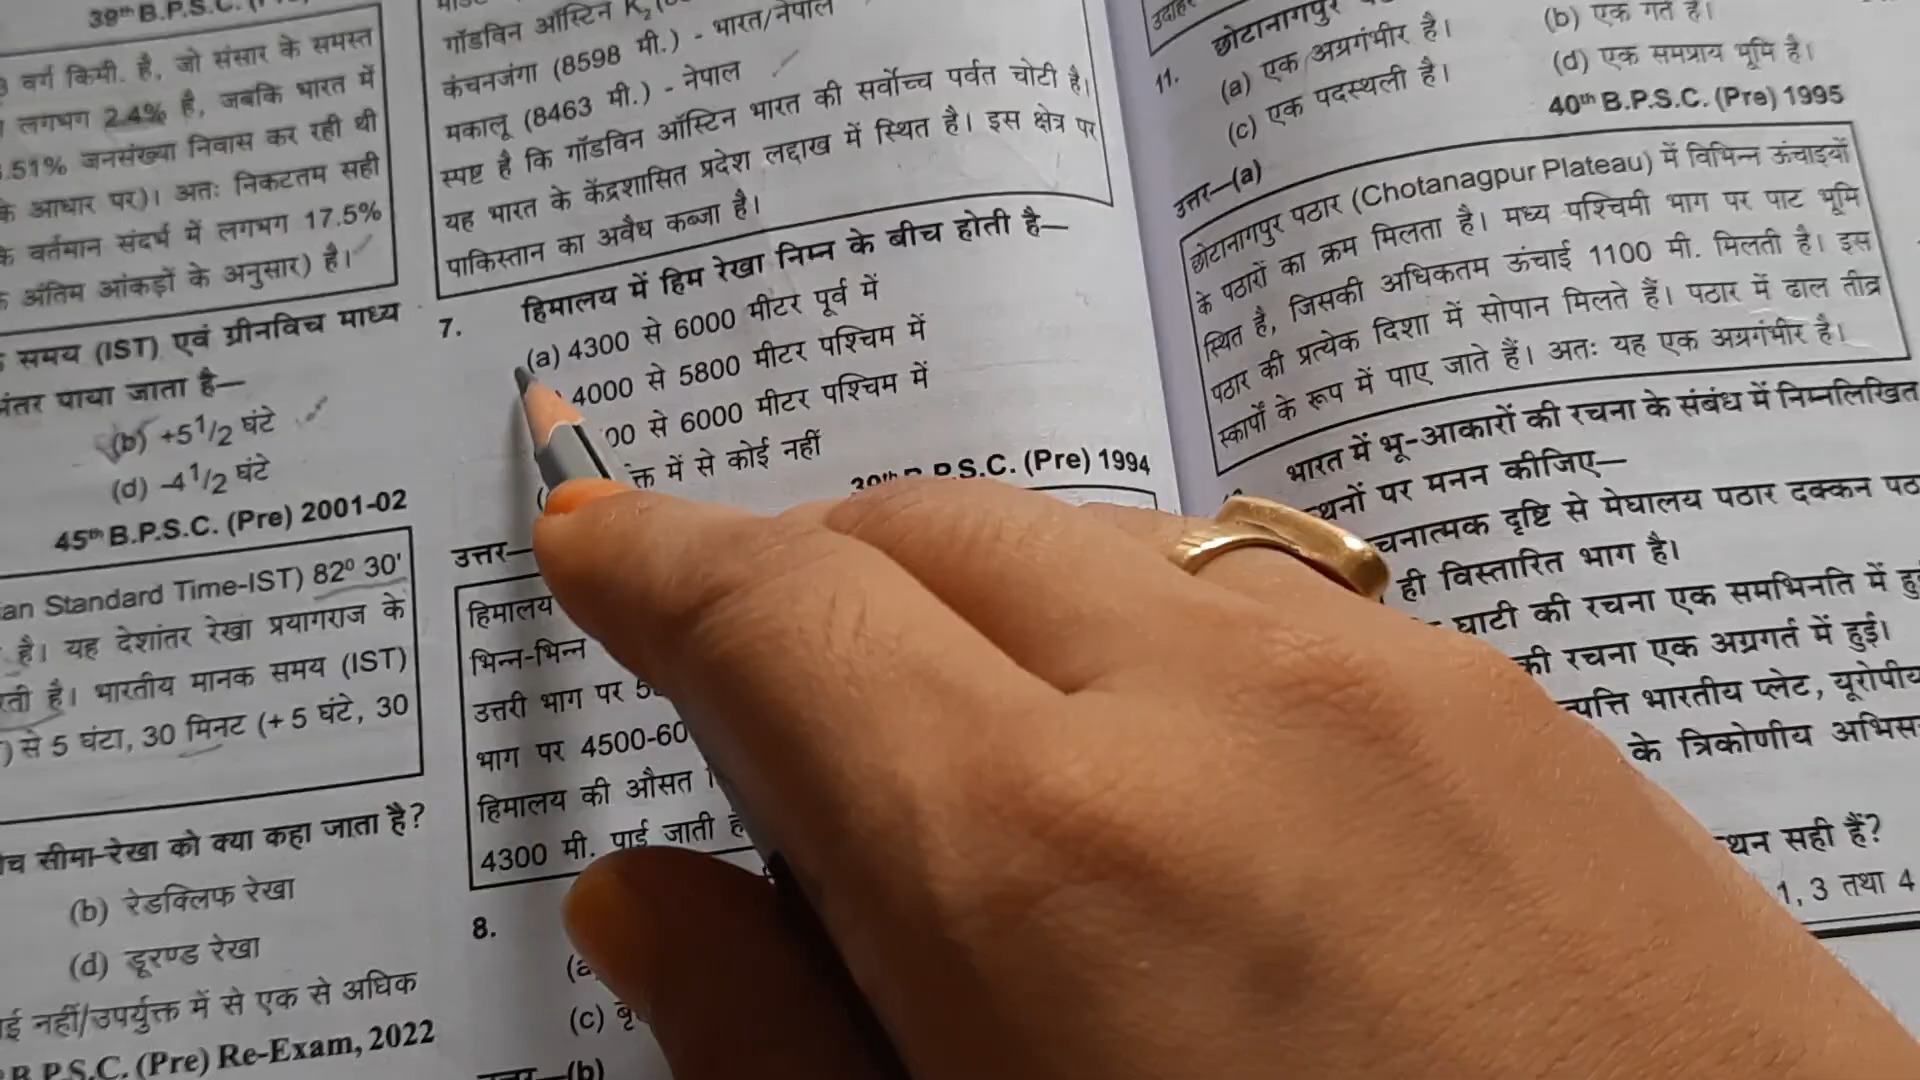 39th B.P.S.C.
वर्ग किमी. है, जो संसार के समस्त
लगभग 2.4% है, जबकि भारत में
.51% जनसंख्या निवास कर रही थी
के आधार पर)। अतः निकटतम सही
के वर्तमान संदर्भ में लगभग 17.5%
अंतिम आंकड़ों के अनुसार) है।
समय (IST) एवं ग्रीनविच माध्य
अंतर पाया जाता है—
(b) +5 1/2 घंटे
(d) -4 1/2 घंटे
45th B.P.S.C. (Pre) 2001-02
an Standard Time-IST) 82° 30'
है। यह देशांतर रेखा प्रयागराज के
ती है। भारतीय मानक समय (IST)
) से 5 घंटा, 30 मिनट (+ 5 घंटे, 30
च सीमा-रेखा को क्या कहा जाता है?
(b) रेडक्लिफ रेखा
(d) डूरण्ड रेखा
ई नहीं/उपर्युक्त में से एक से अधिक
B.P.S.C. (Pre) Re-Exam, 2022
गॉडविन ऑस्टिन K2
कंचनजंगा (8598 मी.) - भारत/नेपाल
मकालू (8463 मी.) - नेपाल
स्पष्ट है कि गॉडविन ऑस्टिन भारत की सर्वोच्च पर्वत चोटी है।
यह भारत के केंद्रशासित प्रदेश लद्दाख में स्थित है। इस क्षेत्र पर
पाकिस्तान का अवैध कब्जा है।
7. हिमालय में हिम रेखा निम्न के बीच होती है—
(a) 4300 से 6000 मीटर पूर्व में
4000 से 5800 मीटर पश्चिम में
00 से 6000 मीटर पश्चिम में
क्त में से कोई नहीं
P.S.C. (Pre) 1994
उत्तर—
हिमालय
भिन्न-भिन्न
उत्तरी भाग पर
भाग पर 4500-60
हिमालय की औसत
4300 मी. पाई जाती
8.
(a
(c) बृ
उत्तर—(b)
उदाहर
11. छोटानागपुर
(a) एक अग्रगंभीर है।
(b) एक गर्त है।
(c) एक पदस्थली है।
(d) एक समप्राय भूमि है।
40th B.P.S.C. (Pre) 1995
उत्तर—(a)
छोटानागपुर पठार (Chotanagpur Plateau) में विभिन्न ऊंचाइयों
के पठारों का क्रम मिलता है। मध्य पश्चिमी भाग पर पाट भूमि
स्थित है, जिसकी अधिकतम ऊंचाई 1100 मी. मिलती है। इस
पठार की प्रत्येक दिशा में सोपान मिलते हैं। पठार में ढाल तीव्र
स्कार्पों के रूप में पाए जाते हैं। अतः यह एक अग्रगंभीर है।
भारत में भू-आकारों की रचना के संबंध में निम्नलिखित
थनों पर मनन कीजिए—
चनात्मक दृष्टि से मेघालय पठार दक्कन पठ
ही विस्तारित भाग है।
घाटी की रचना एक समभिनति में हु
की रचना एक अग्रगर्त में हुई।
त्पत्ति भारतीय प्लेट, यूरोपीय
के त्रिकोणीय अभिस
थन सही हैं?
1, 3 तथा 4